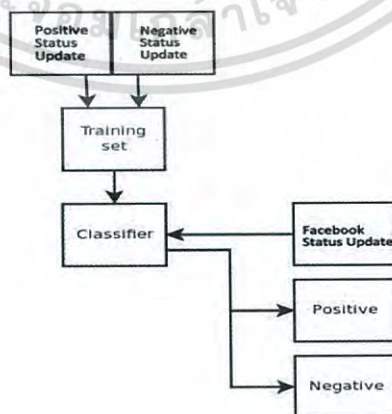 Positive
Status
Update
Negative
Status
Update
Training
set
Classifier
Facebook
Status Update
Positive
Negative